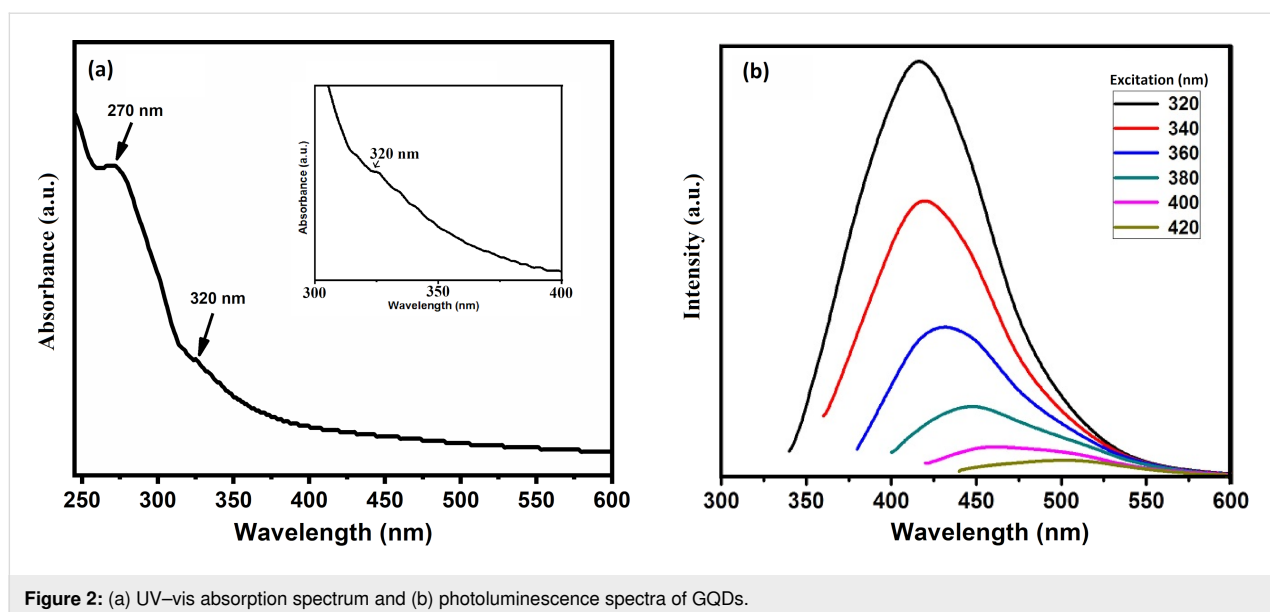 (a)
270 nm
320 nm
Absorbance (a.u.)
250 300 350 400 450 500 550 600
Wavelength (nm)
320 nm
Absorbance (a.u.)
300 350 400
Wavelength (nm)
(b)
Excitation (nm)
320
340
360
380
400
420
Intensity (a.u.)
300 350 400 450 500 550 600
Wavelength (nm)
Figure 2: (a) UV–vis absorption spectrum and (b) photoluminescence spectra of GQDs.